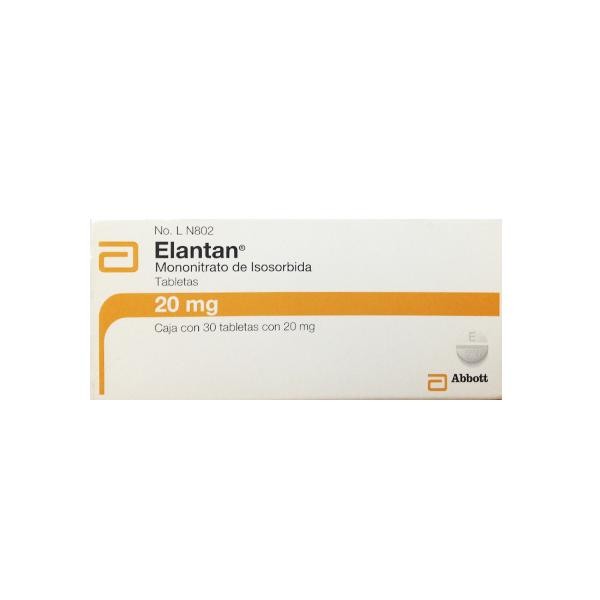 No. L N802
Elantan®
Mononitrato de Isosorbida
Tabletas
20 mg
Caja con 30 tabletas con 20 mg
E
Abbott